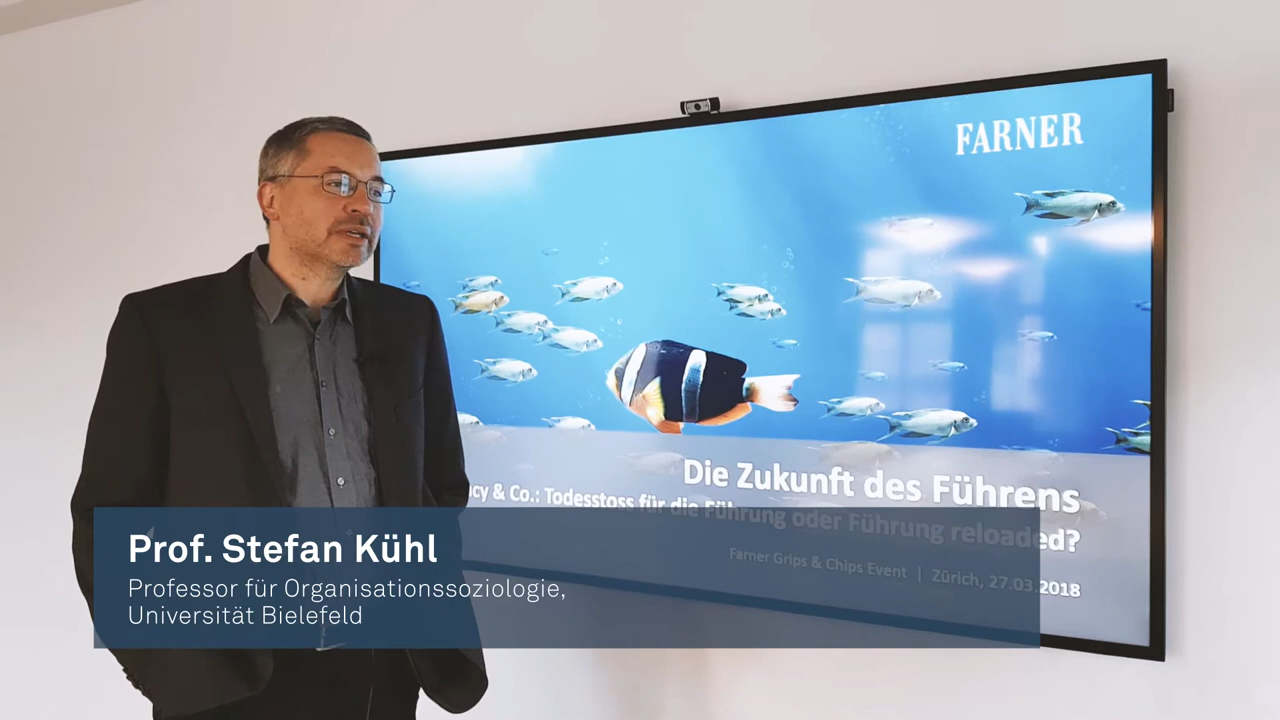 FARNER
Die Zukunft des Führens
& Co.: Todesstoss für die Führung oder Führung reloaded?
Farner Grips & Chips Event | Zürich, 27.03.2018
Prof. Stefan Kühl
Professor für Organisationssoziologie,
Universität Bielefeld